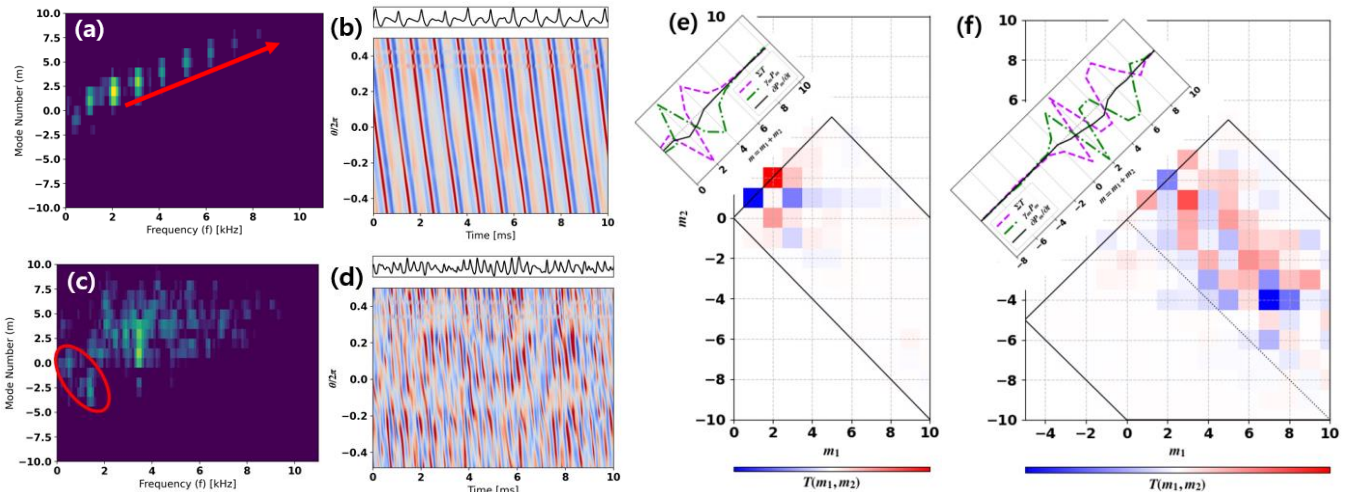 (a)
10.0
7.5
5.0
2.5
0.0
−2.5
−5.0
−7.5
−10.0
Mode Number (m)
0 2 4 6 8 10
Frequency (f) [kHz]
(b)
0.4
0.2
0.0
−0.2
−0.4
θ/2π
0 2 4 6 8 10
Time [ms]
(c)
10.0
7.5
5.0
2.5
0.0
−2.5
−5.0
−7.5
−10.0
Mode Number (m)
0 2 4 6 8 10
Frequency (f) [kHz]
(d)
0.4
0.2
0.0
−0.2
−0.4
θ/2π
0 2 4 6 8 10
Time [ms]
(e)
10
8
0
−2
−4
−6
−8
−10
m₂
0 2 4 6 8 10
m = m₁ + m₂
ΣT
γₘPₘ
∂Pₘ/∂t
0 2 4 6 8 10
m₁
T(m₁, m₂)
(f)
10
8
6
−4
−6
−8
−10
−8 −6 −4 −2 0 2 4 6 8 10
m = m₁ + m₂
ΣT
γₘPₘ
∂Pₘ/∂t
−4 −2 0 2 4 6 8 10
m₁
T(m₁, m₂)